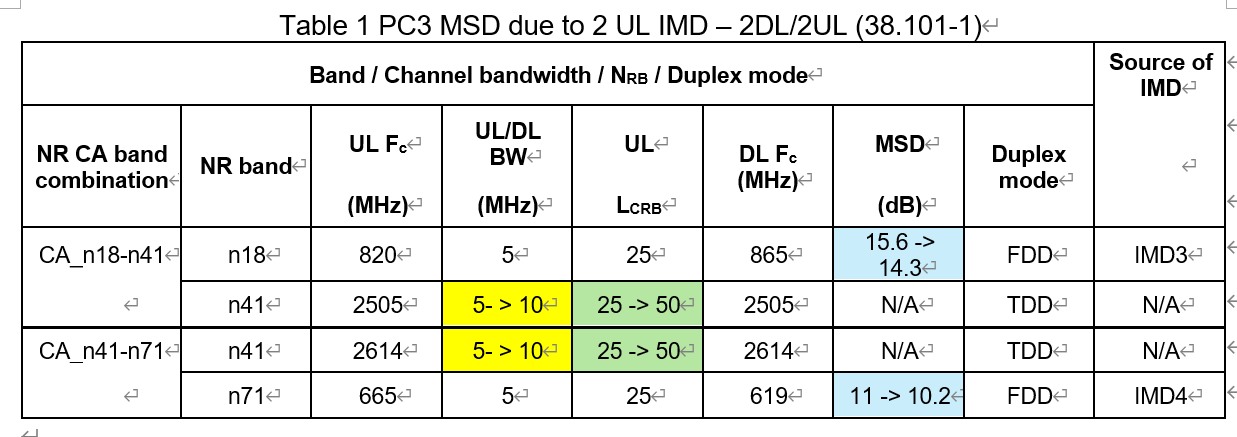 Table 1 PC3 MSD due to 2 UL IMD – 2DL/2UL (38.101-1)
Band / Channel bandwidth / NRB / Duplex mode
Source of
IMD
NR CA band
combination
NR band
UL Fc
(MHz)
UL/DL
BW
(MHz)
UL
LCRB
DL Fc
(MHz)
MSD
(dB)
Duplex
mode
CA_n18-n41
n18
820
5
25
865
15.6 ->
14.3
FDD
IMD3
n41
2505
5- > 10
25 -> 50
2505
N/A
TDD
N/A
CA_n41-n71
n41
2614
5- > 10
25 -> 50
2614
N/A
TDD
N/A
n71
665
5
25
619
11 -> 10.2
FDD
IMD4